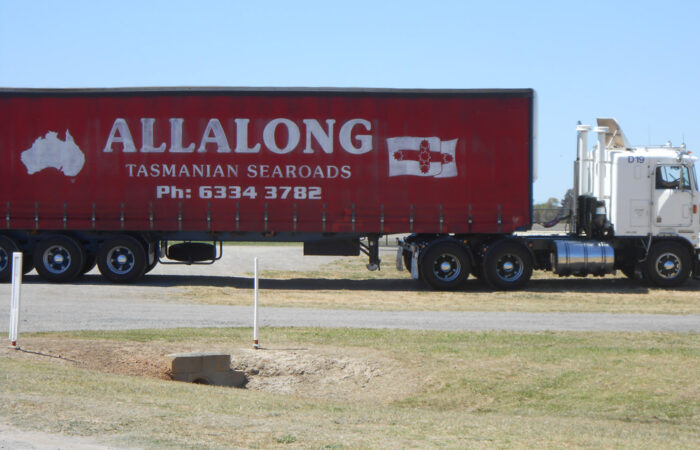 ALLALONG
TASMANIAN SEAROADS
Ph: 6334 3782
D19